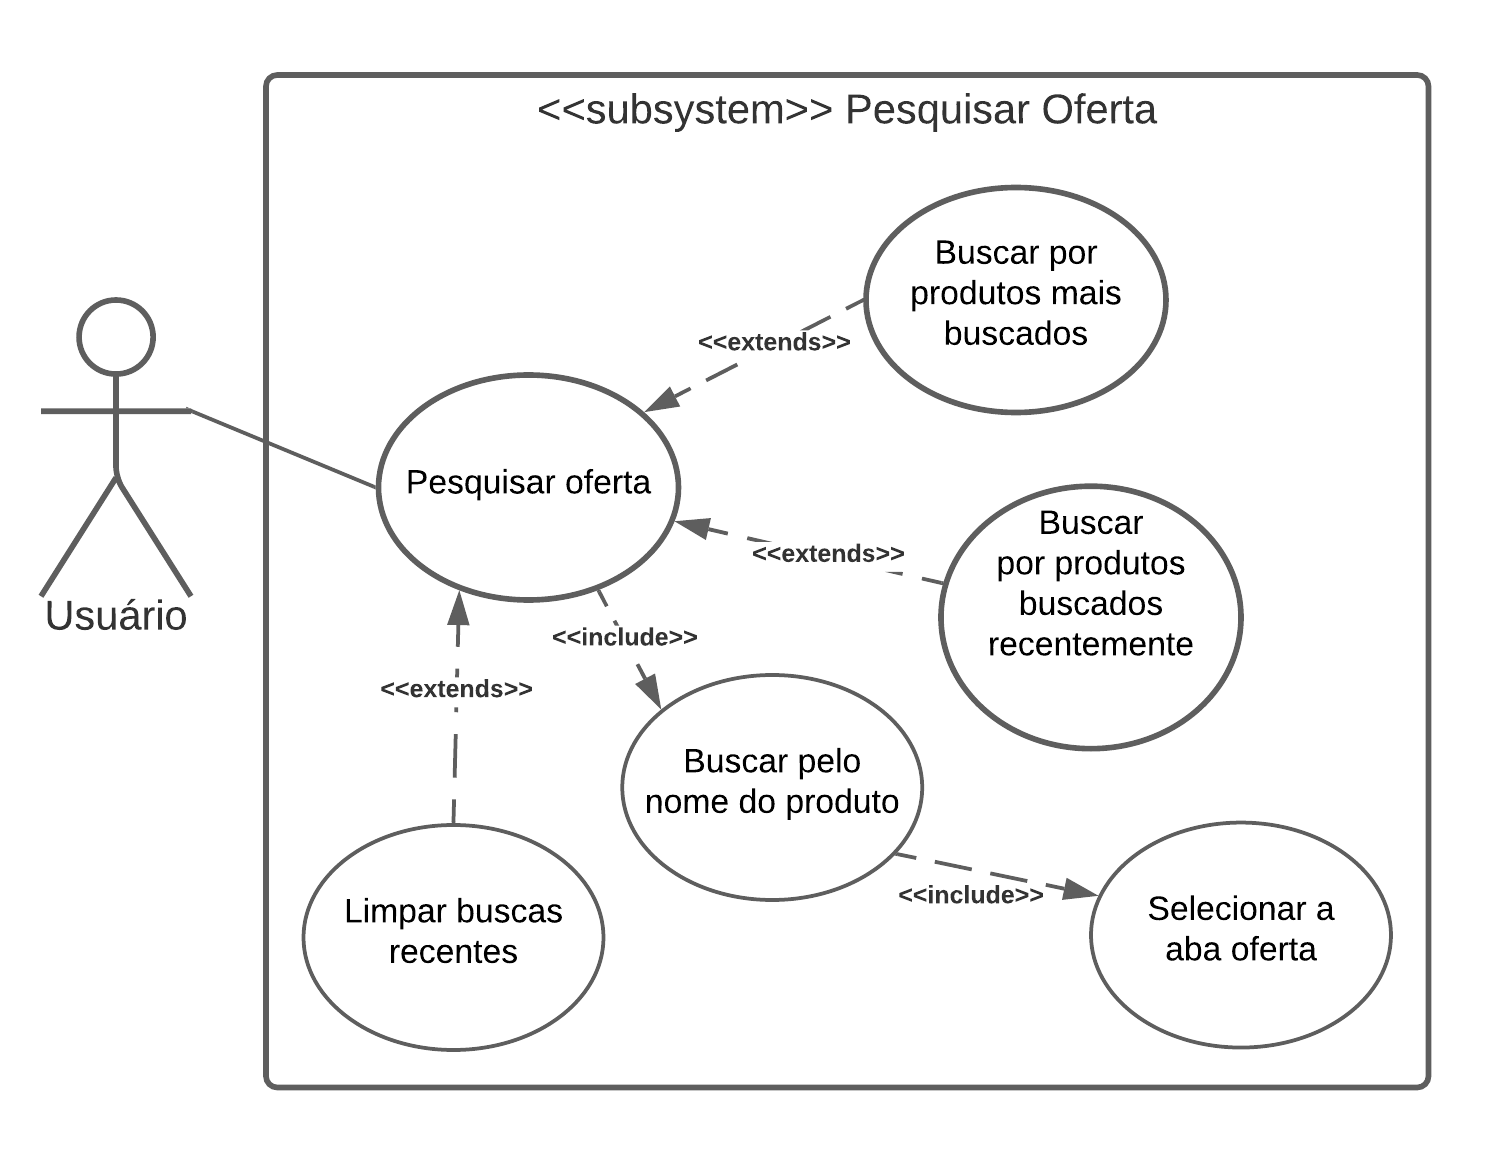 <<subsystem>> Pesquisar Oferta
Buscar por
produtos mais
buscados
<<extends>>
Pesquisar oferta
Buscar
por produtos
buscados
recentemente
<<extends>>
Usuário
<<include>>
<<extends>>
Buscar pelo
nome do produto
Limpar buscas
recentes
<<include>>
Selecionar a
aba oferta